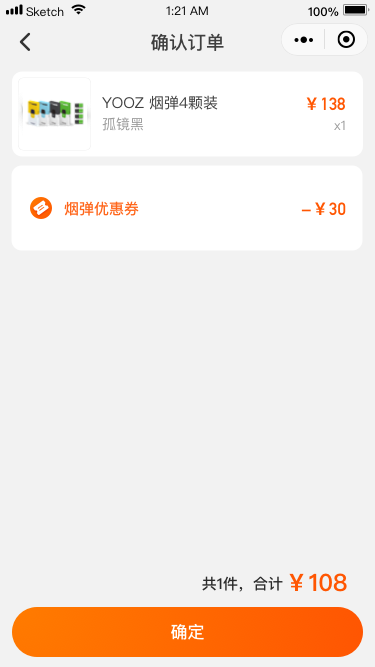 Sketch
1:21 AM
100%
确认订单
YOOZ 烟弹4颗装
¥138
孤镜黑
x1
烟弹优惠券
-¥30
共1件，合计 ¥108
确定